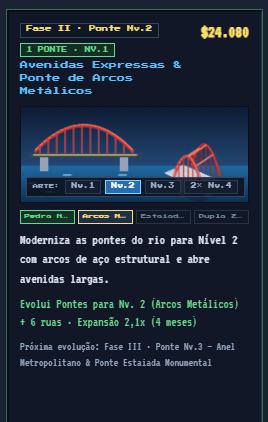 Fase II · Ponte Nv.2
$24.080
1 PONTE · NV.1
Avenidas Expressas &
Ponte de Arcos
Metálicos
ARTE: Nv.1 Nv.2 Nv.3 2× Nv.4
Pedra N… Arcos M… Estaiad… Dupla Z…
Moderniza as pontes do rio para Nível 2
com arcos de aço estrutural e abre
avenidas largas.
Evolui Pontes para Nv. 2 (Arcos Metálicos)
+ 6 ruas · Expansão 2,1x (4 meses)
Próxima evolução: Fase III · Ponte Nv.3 – Anel
Metropolitano & Ponte Estaiada Monumental